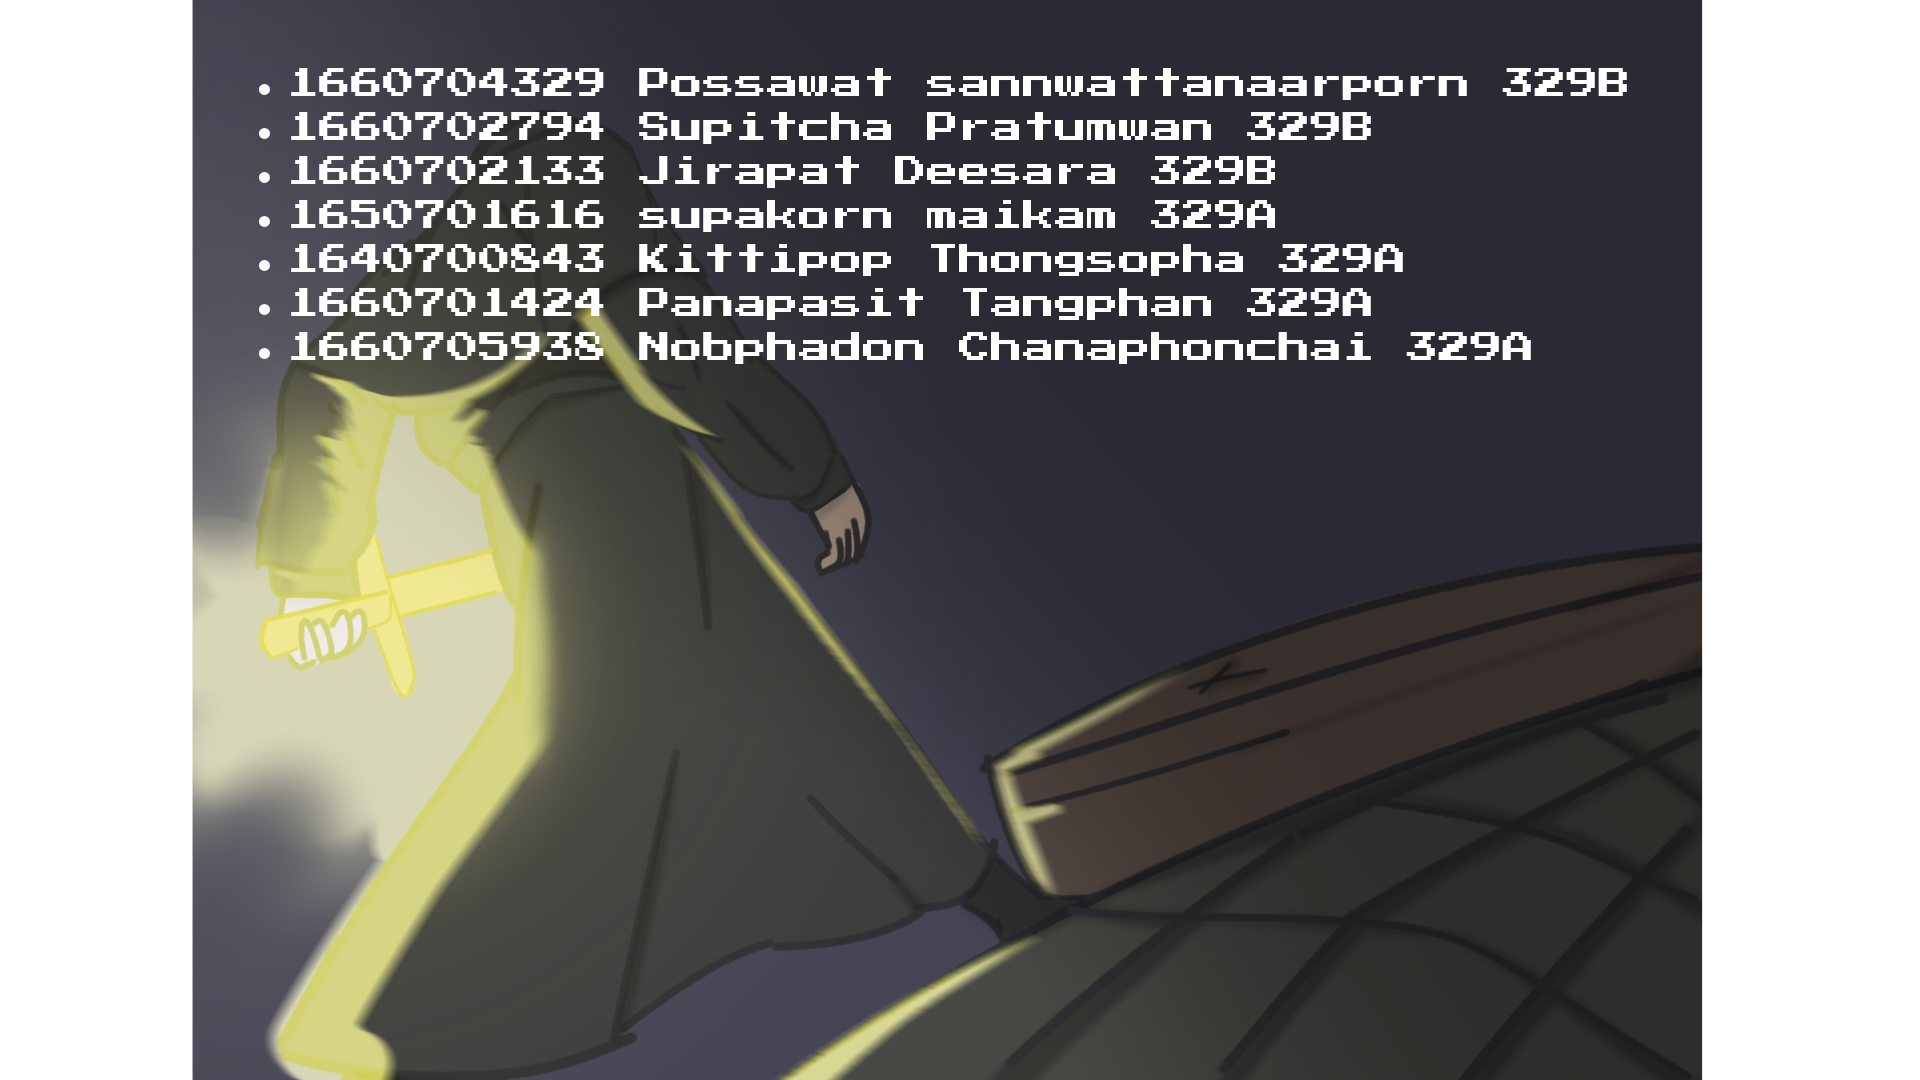 • 1660704329 Possawat sannwattanaarporn 329B
• 1660702794 Supitcha Pratumwan 329B
• 1660702133 Jirapat Deesara 329B
• 1650701616 supakorn maikam 329A
• 1640700843 Kittipop Thongsopha 329A
• 1660701424 Panapasit Tangphan 329A
• 1660705938 Nobphadon Chanaphonchai 329A